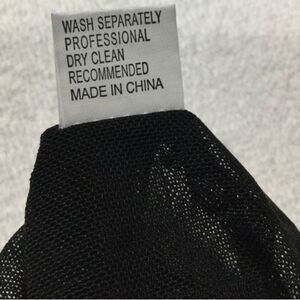 WASH SEPARATELY
PROFESSIONAL
DRY CLEAN
RECOMMENDED
MADE IN CHINA